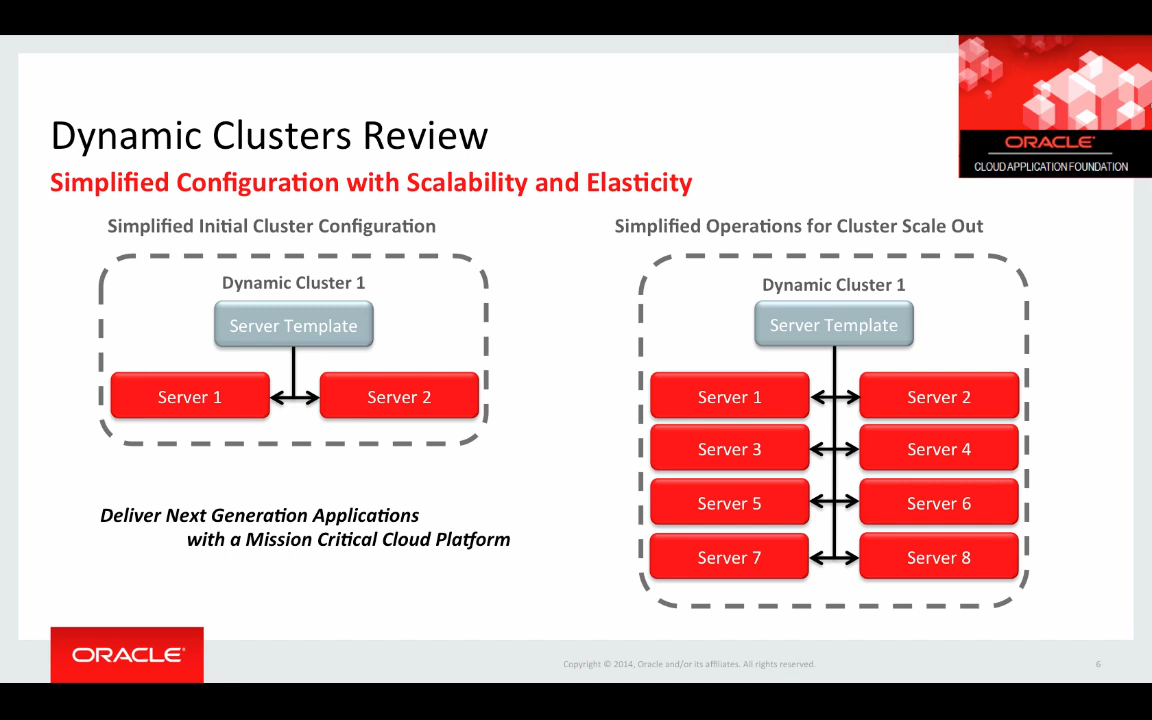 ORACLE
CLOUD APPLICATION FOUNDATION
Dynamic Clusters Review
Simplified Configuration with Scalability and Elasticity
Simplified Initial Cluster Configuration
Dynamic Cluster 1
Server Template
Server 1
Server 2
Deliver Next Generation Applications
with a Mission Critical Cloud Platform
Simplified Operations for Cluster Scale Out
Dynamic Cluster 1
Server Template
Server 1
Server 2
Server 3
Server 4
Server 5
Server 6
Server 7
Server 8
ORACLE®
Copyright © 2014, Oracle and/or its affiliates. All rights reserved.
6